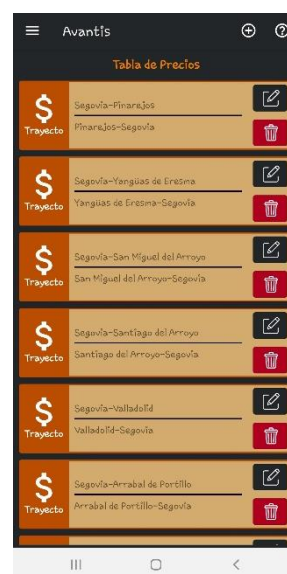 Avantis
Tabla de Precios
$
Trayecto
Segovia-Pinarejos
Pinarejos-Segovia
$
Trayecto
Segovia-Yangüas de Eresma
Yangüas de Eresma-Segovia
$
Trayecto
Segovia-San Miguel del Arroyo
San Miguel del Arroyo-Segovia
$
Trayecto
Segovia-Santiago del Arroyo
Santiago del Arroyo-Segovia
$
Trayecto
Segovia-Valladolid
Valladolid-Segovia
$
Trayecto
Segovia-Arrabal de Portillo
Arrabal de Portillo-Segovia